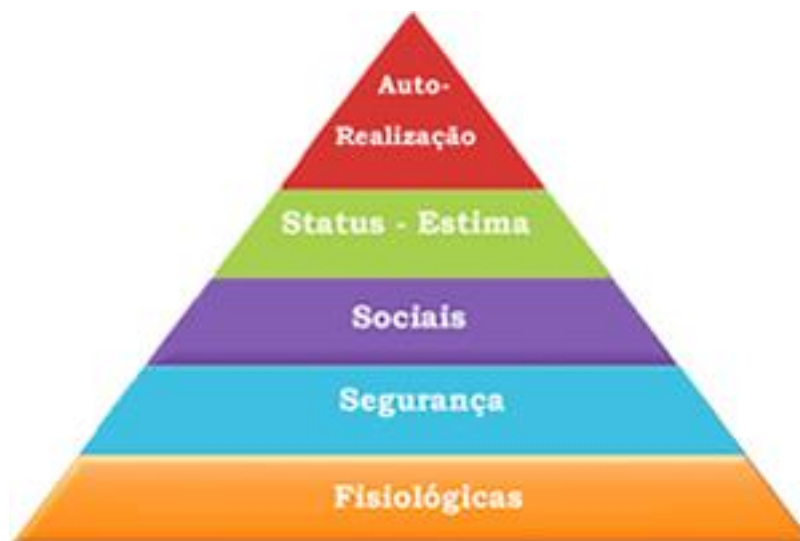 Auto-
Realização
Status - Estima
Sociais
Segurança
Fisiológicas